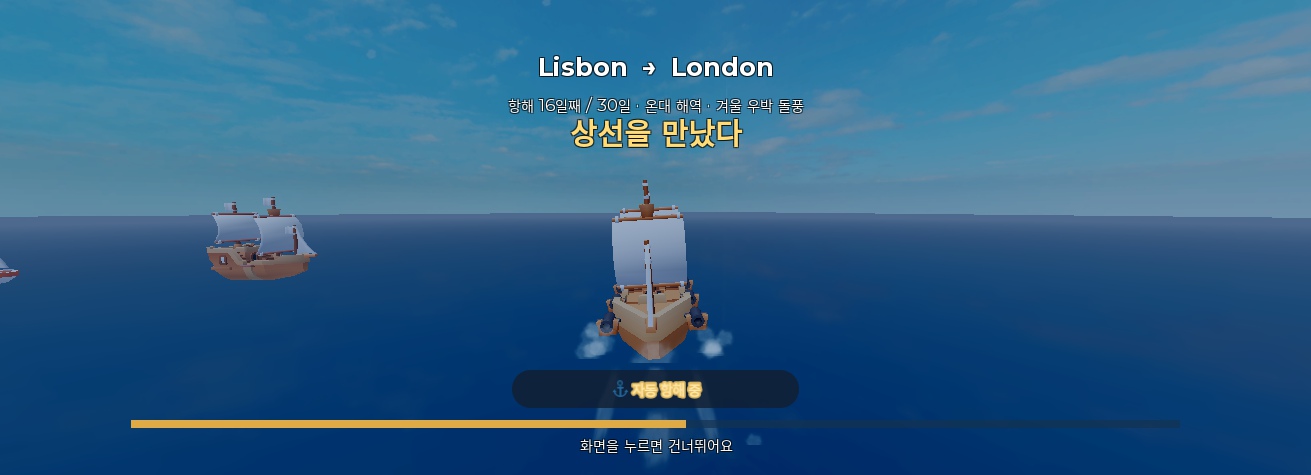 Lisbon → London
항해 16일째 / 30일 · 온대 해역 · 겨울 우박 돌풍
상선을 만났다
자동 항해 중
화면을 누르면 건너뛰어요